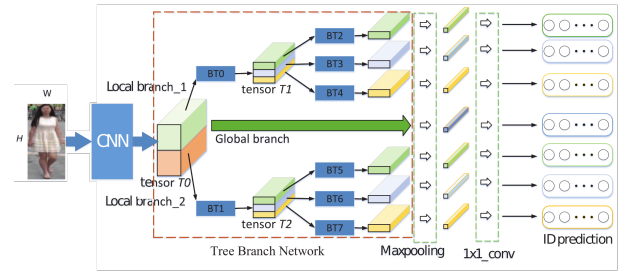 BT2
Local branch_1
BT0
BT3
tensor T1
BT4
W
H
CNN
Global branch
tensor T0
Local branch_2
BT5
BT1
BT6
tensor T2
BT7
Tree Branch Network
Maxpooling
1x1_conv
ID prediction